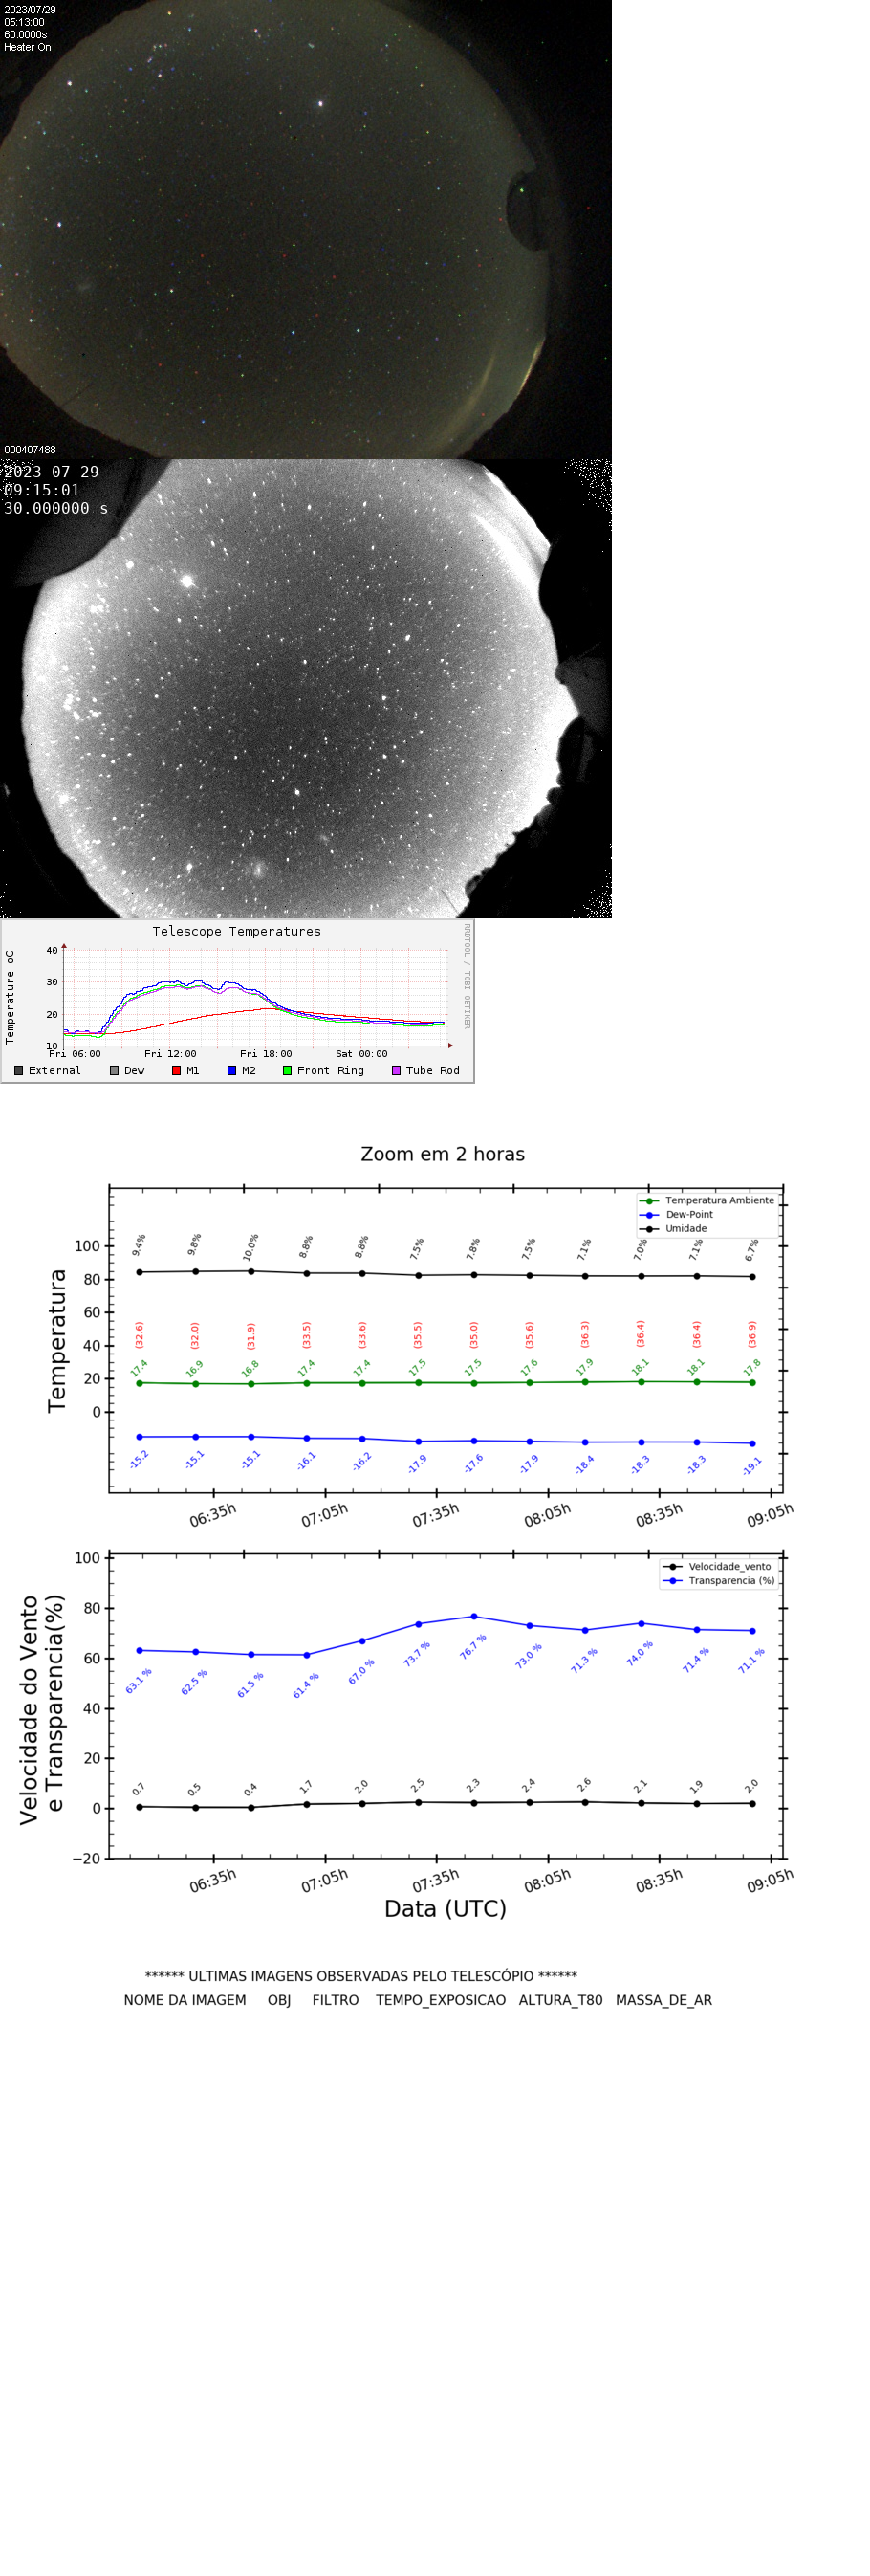 2023/07/29
05:13:00
60.0000s
Heater On
000407488
2023-07-29
09:15:01
30.000000 s
Telescope Temperatures
RRDTOOL / TOBI OETIKER
Temperature oC
40
30
20
10
Fri 06:00 Fri 12:00 Fri 18:00 Sat 00:00
External Dew M1 M2 Front Ring Tube Rod
Zoom em 2 horas
Temperatura Ambiente
Dew-Point
Umidade
Temperatura
100
80
60
40
20
0
9.4% 9.8% 10.0% 8.8% 8.8% 7.5% 7.8% 7.5% 7.1% 7.0% 7.1% 6.7%
(32.6) (32.0) (31.9) (33.5) (33.6) (35.5) (35.0) (35.6) (36.3) (36.4) (36.4) (36.9)
17.4 16.9 16.8 17.4 17.4 17.5 17.5 17.6 17.9 18.1 18.1 17.8
-15.2 -15.1 -15.1 -16.1 -16.2 -17.9 -17.6 -17.9 -18.4 -18.3 -18.3 -19.1
06:35h 07:05h 07:35h 08:05h 08:35h 09:05h
Velocidade_vento
Transparencia (%)
Velocidade do Vento
e Transparencia(%)
100
80
60
40
20
0
−20
63.1 % 62.5 % 61.5 % 61.4 % 67.0 % 73.7 % 76.7 % 73.0 % 71.3 % 74.0 % 71.4 % 71.1 %
0.7 0.5 0.4 1.7 2.0 2.5 2.3 2.4 2.6 2.1 1.9 2.0
06:35h 07:05h 07:35h 08:05h 08:35h 09:05h
Data (UTC)
****** ULTIMAS IMAGENS OBSERVADAS PELO TELESCÓPIO ******
NOME DA IMAGEM OBJ FILTRO TEMPO_EXPOSICAO ALTURA_T80 MASSA_DE_AR